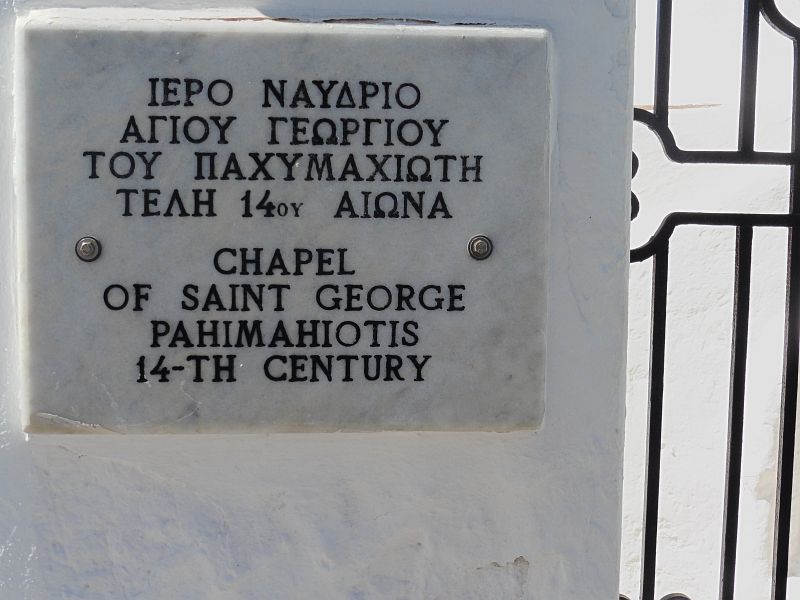 ΙΕΡΟ ΝΑΥΔΡΙΟ
ΑΓΙΟΥ ΓΕΩΡΓΙΟΥ
ΤΟΥ ΠΑΧΥΜΑΧΙΩΤΗ
ΤΕΛΗ 14ΟΥ ΑΙΩΝΑ
CHAPEL
OF SAINT GEORGE
PAHIMAHIOTIS
14-TH CENTURY